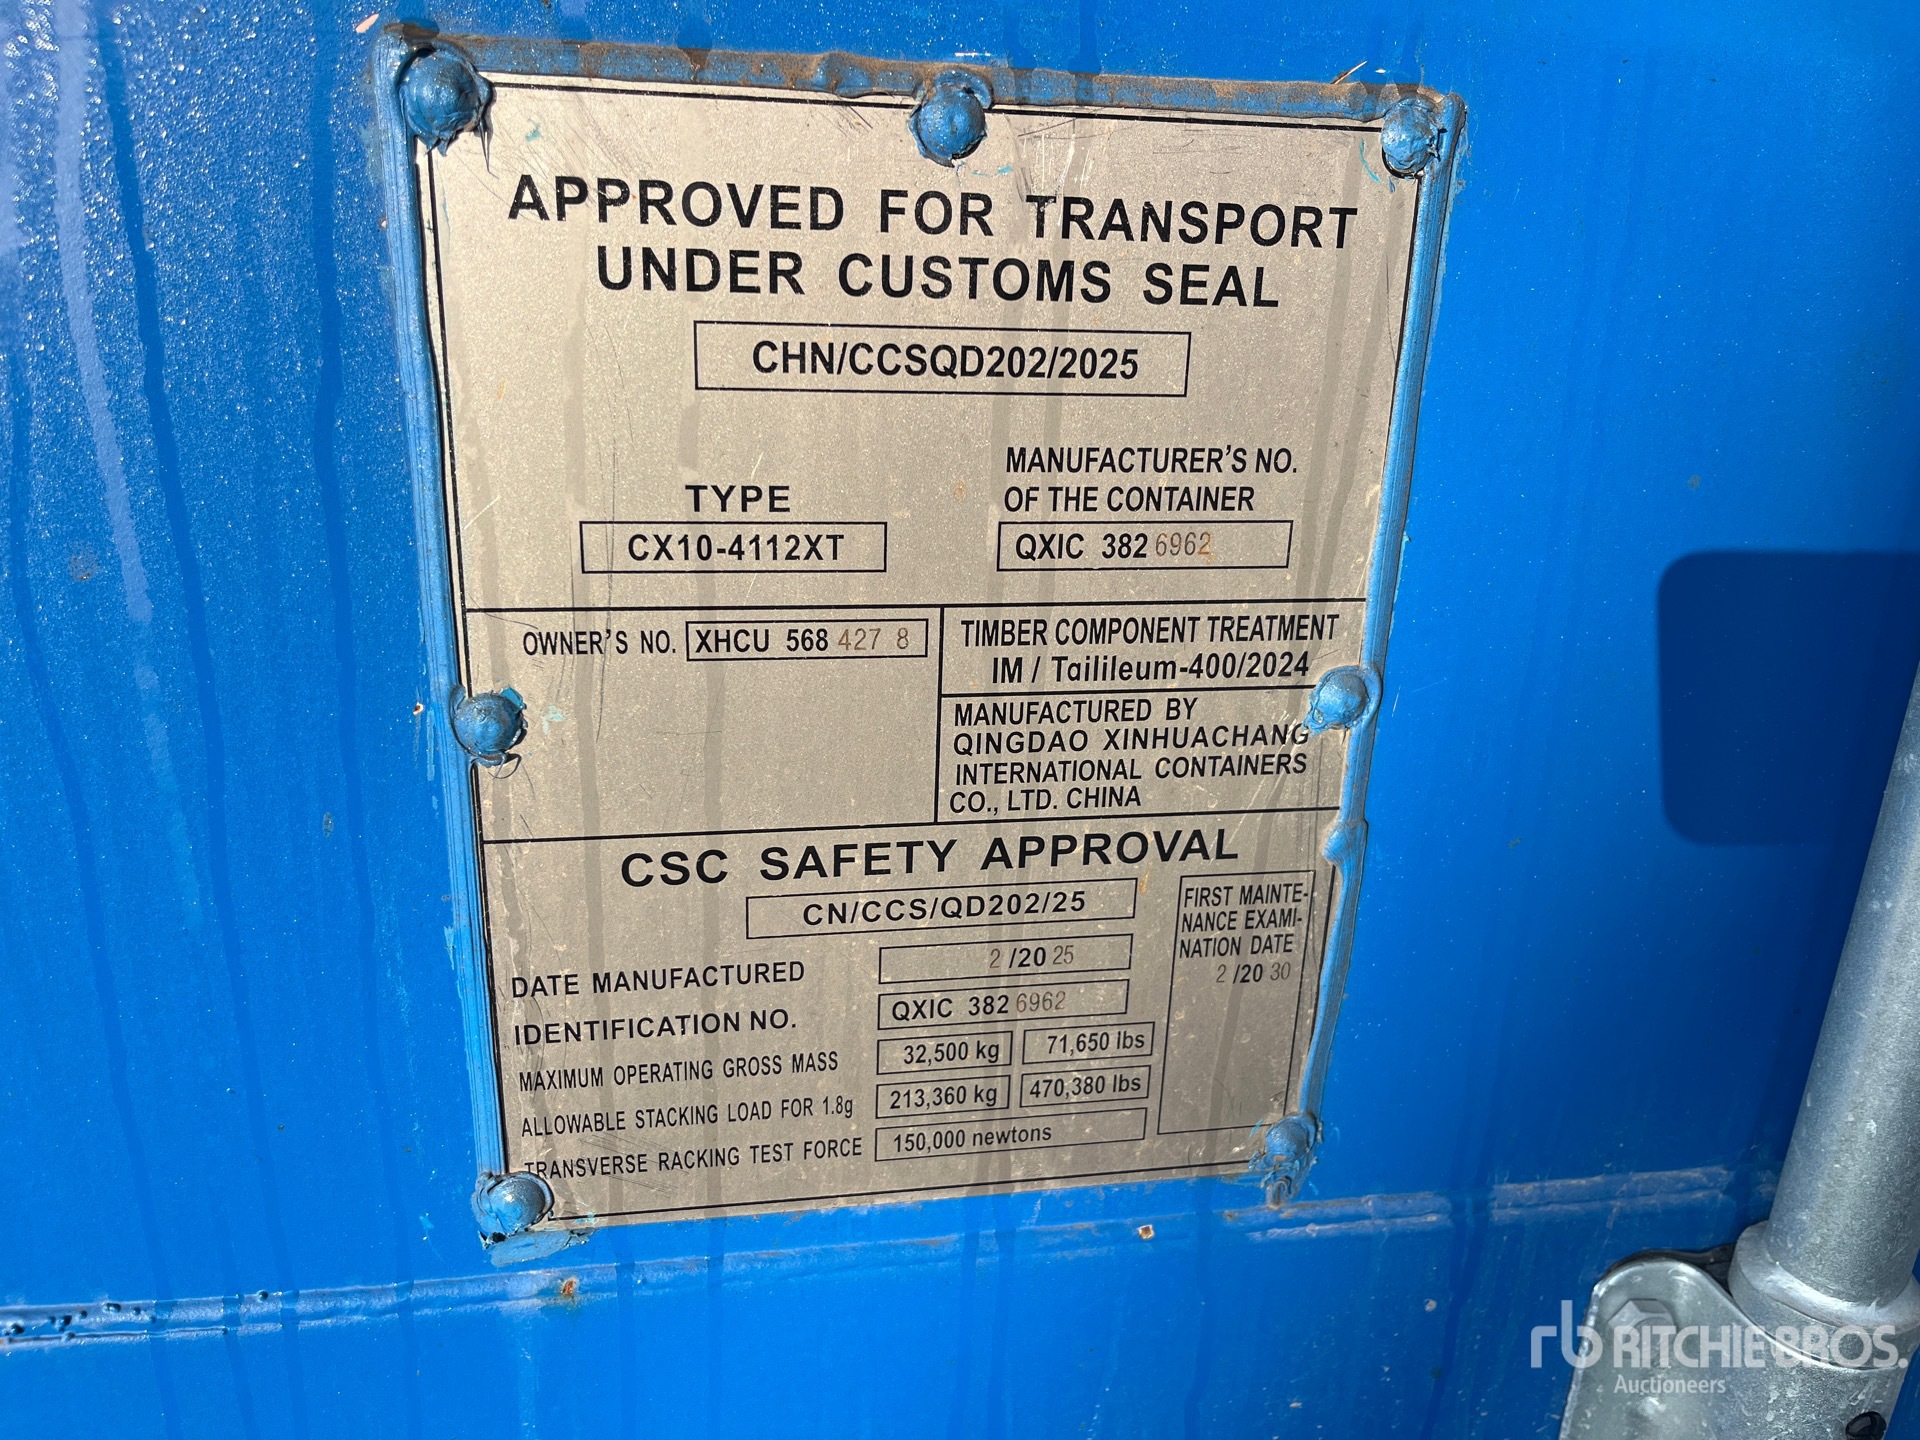 APPROVED FOR TRANSPORT
UNDER CUSTOMS SEAL
CHN/CCSQD202/2025
TYPE
CX10-4112XT
MANUFACTURER'S NO.
OF THE CONTAINER
QXIC 382 6962
OWNER'S NO. XHCU 568 427 8
TIMBER COMPONENT TREATMENT
IM / Tailileum-400/2024
MANUFACTURED BY
QINGDAO XINHUACHANG
INTERNATIONAL CONTAINERS
CO., LTD. CHINA
CSC SAFETY APPROVAL
CN/CCS/QD202/25
DATE MANUFACTURED 2 /20 25
IDENTIFICATION NO. QXIC 382 6962
MAXIMUM OPERATING GROSS MASS 32,500 kg 71,650 lbs
ALLOWABLE STACKING LOAD FOR 1.8g 213,360 kg 470,380 lbs
TRANSVERSE RACKING TEST FORCE 150,000 newtons
FIRST MAINTE-
NANCE EXAMI-
NATION DATE
2 /20 30
rb RITCHIE BROS.
Auctioneers